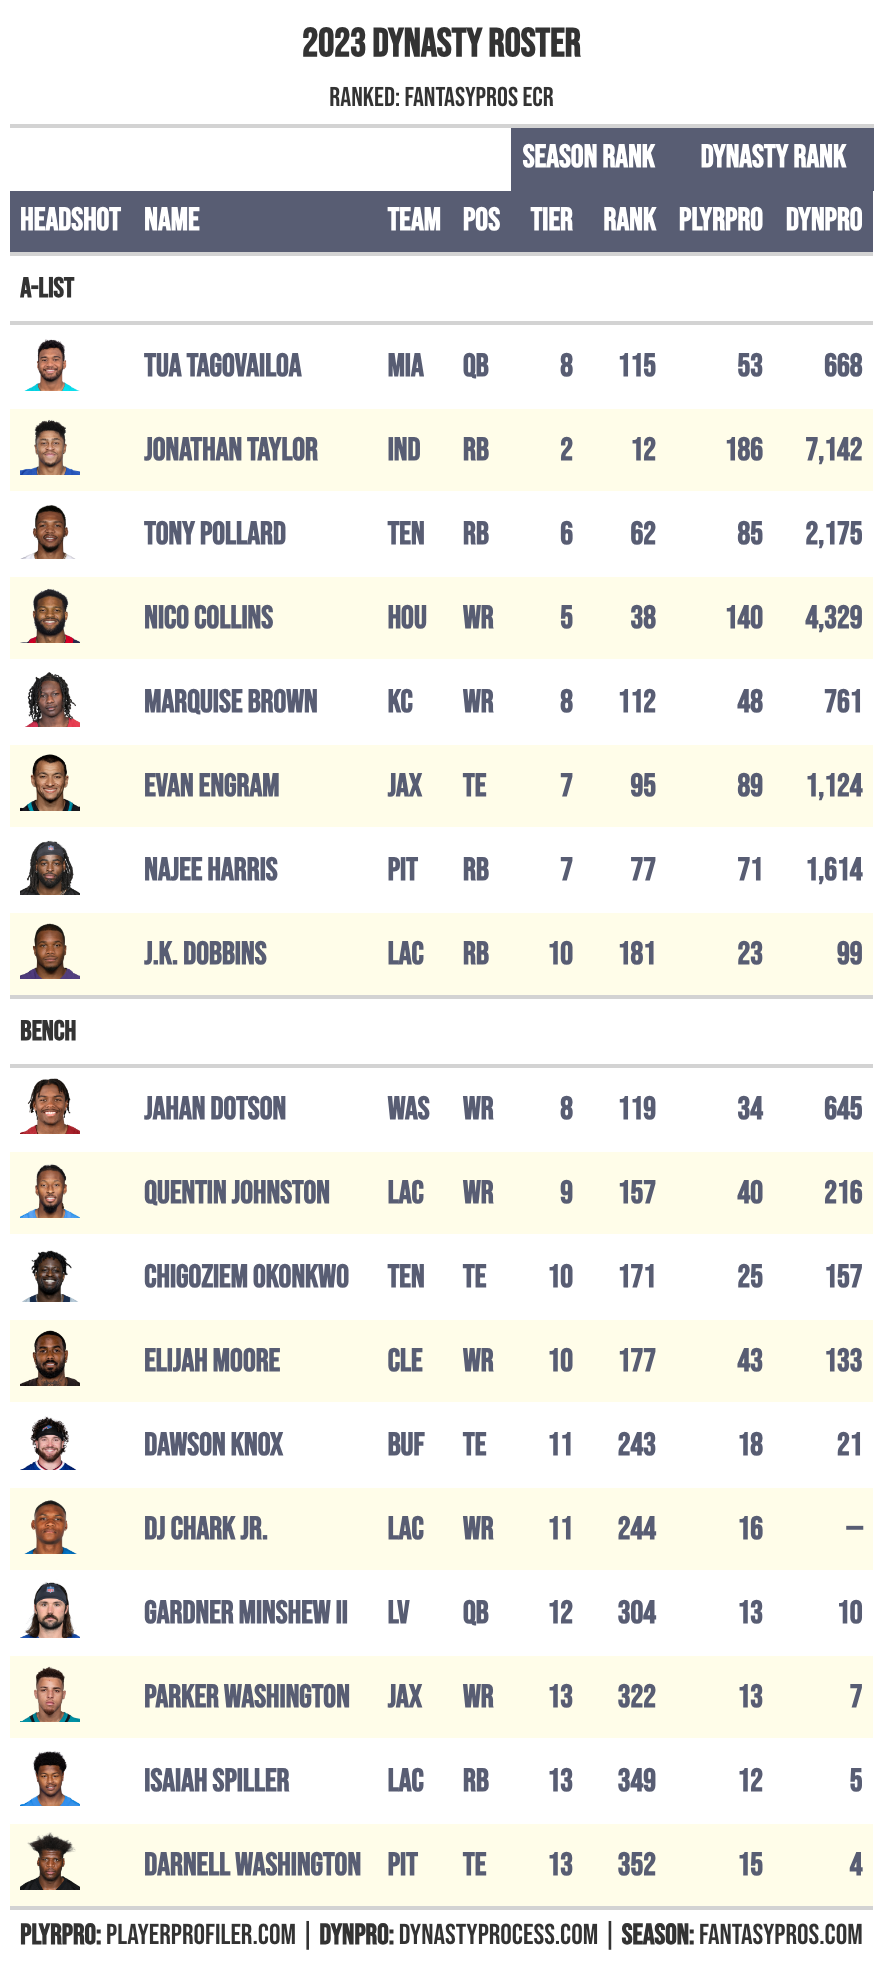 2023 DYNASTY ROSTER
RANKED: FANTASYPROS ECR
SEASON RANK DYNASTY RANK
HEADSHOT NAME TEAM POS TIER RANK PLYRPRO DYNPRO
A-LIST
TUA TAGOVAILOA MIA QB 8 115 53 668
JONATHAN TAYLOR IND RB 2 12 186 7,142
TONY POLLARD TEN RB 6 62 85 2,175
NICO COLLINS HOU WR 5 38 140 4,329
MARQUISE BROWN KC WR 8 112 48 761
EVAN ENGRAM JAX TE 7 95 89 1,124
NAJEE HARRIS PIT RB 7 77 71 1,614
J.K. DOBBINS LAC RB 10 181 23 99
BENCH
JAHAN DOTSON WAS WR 8 119 34 645
QUENTIN JOHNSTON LAC WR 9 157 40 216
CHIGOZIEM OKONKWO TEN TE 10 171 25 157
ELIJAH MOORE CLE WR 10 177 43 133
DAWSON KNOX BUF TE 11 243 18 21
DJ CHARK JR. LAC WR 11 244 16 —
GARDNER MINSHEW II LV QB 12 304 13 10
PARKER WASHINGTON JAX WR 13 322 13 7
ISAIAH SPILLER LAC RB 13 349 12 5
DARNELL WASHINGTON PIT TE 13 352 15 4
PLYRPRO: PLAYERPROFILER.COM | DYNPRO: DYNASTYPROCESS.COM | SEASON: FANTASYPROS.COM